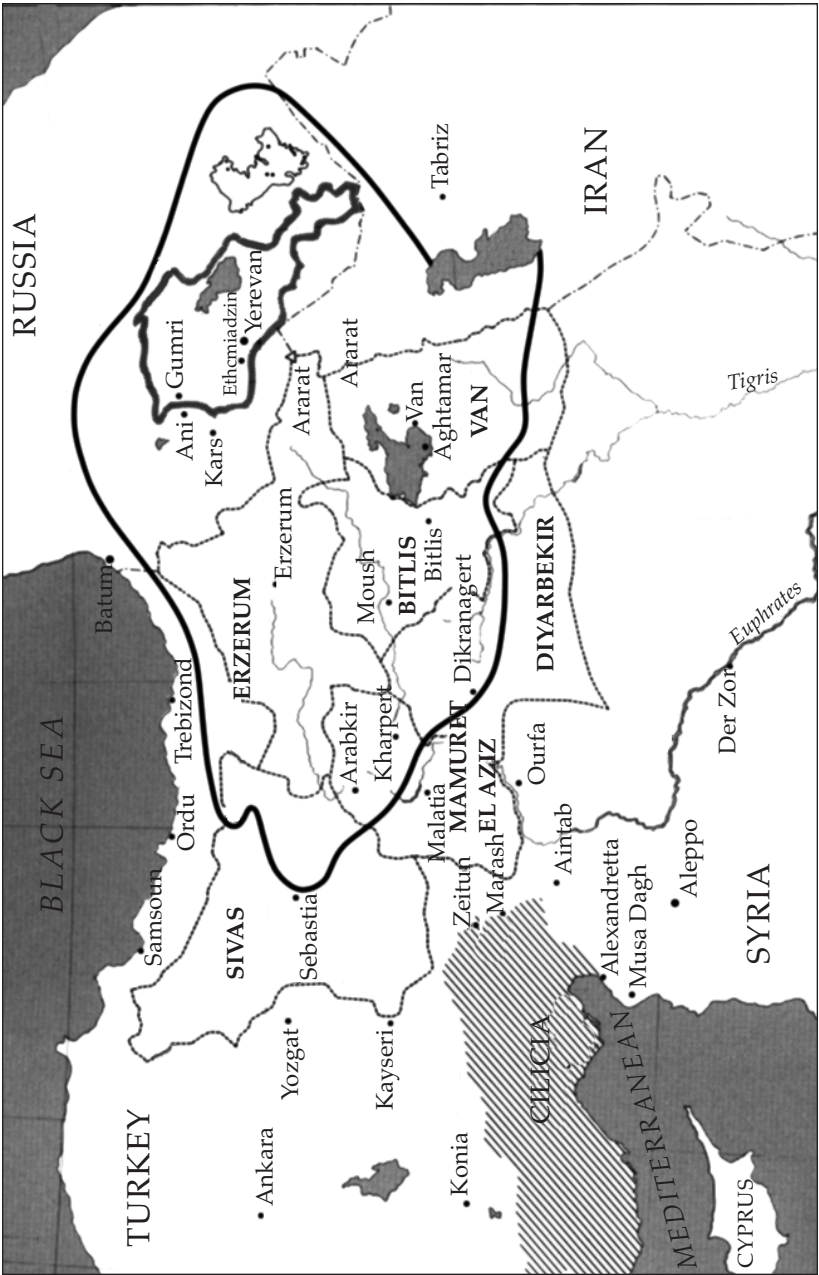 RUSSIA
BLACK SEA
TURKEY
IRAN
SYRIA
MEDITERRANEAN
CYPRUS
CILICIA
Batum
Trebizond
Ordu
Samsoun
Gumri
Ani
Kars
Ethcmiadzin
Yerevan
Ararat
Ararat
Tabriz
ERZERUM
Erzerum
SIVAS
Sebastia
Yozgat
Kayseri
Ankara
Konia
Moush
BITLIS
Bitlis
Van
Aghtamar
VAN
Arabkir
Kharpert
Dikranagert
DIYARBEKIR
Malatia
MAMURET
EL AZIZ
Zeitun
Marash
Ourfa
Aintab
Alexandretta
Musa Dagh
Aleppo
Der Zor
Euphrates
Tigris